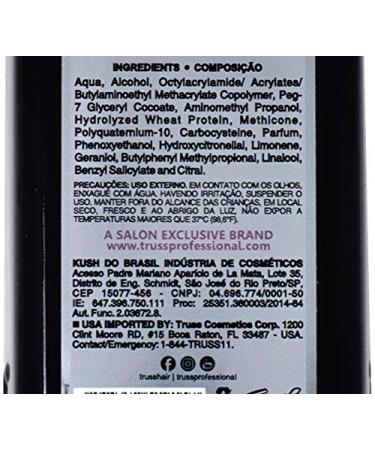 INGREDIENTS • COMPOSIÇÃO
Aqua, Alcohol, Octylacrylamide/ Acrylates/
Butylaminoethyl Methacrylate Copolymer, Peg-
7 Glyceryl Cocoate, Aminomethyl Propanol,
Hydrolyzed Wheat Protein, Methicone,
Polyquaternium-10, Carbocysteine, Parfum,
Phenoxyethanol, Hydroxycitronellal, Limonene,
Geraniol, Butylphenyl Methylpropional, Linalool,
Benzyl Salicylate and Citral.
PRECAUÇÕES: USO EXTERNO. EM CONTATO COM OS OLHOS,
ENXAGUE COM ÁGUA. HAVENDO IRRITAÇÃO, SUSPENDER O
USO. MANTER FORA DO ALCANCE DAS CRIANÇAS, EM LOCAL
SECO, FRESCO E AO ABRIGO DA LUZ, NÃO EXPOR A
TEMPERATURAS MAIORES QUE 37°C (98,6°F).
A SALON EXCLUSIVE BRAND
www.trussprofessional.com
KUSH DO BRASIL INDÚSTRIA DE COSMÉTICOS
Acesso Padre Mariano Aparício de La Mata, Lote 35,
Distrito de Eng. Schmidt, São José do Rio Preto/SP,
CEP 15077-456 - CNPJ: 04.696.774/0001-50
IE: 647.396.750.111 Proc: 25351.360003/2014-64
Aut. Func. 2.03672.8.
USA IMPORTED BY: Truss Cosmetics Corp. 1200
Clint Moore RD, #15 Boca Raton, FL 33487 - USA.
Contact/Emergency: 1-844-TRUSS11.
trusshair | trussprofessional